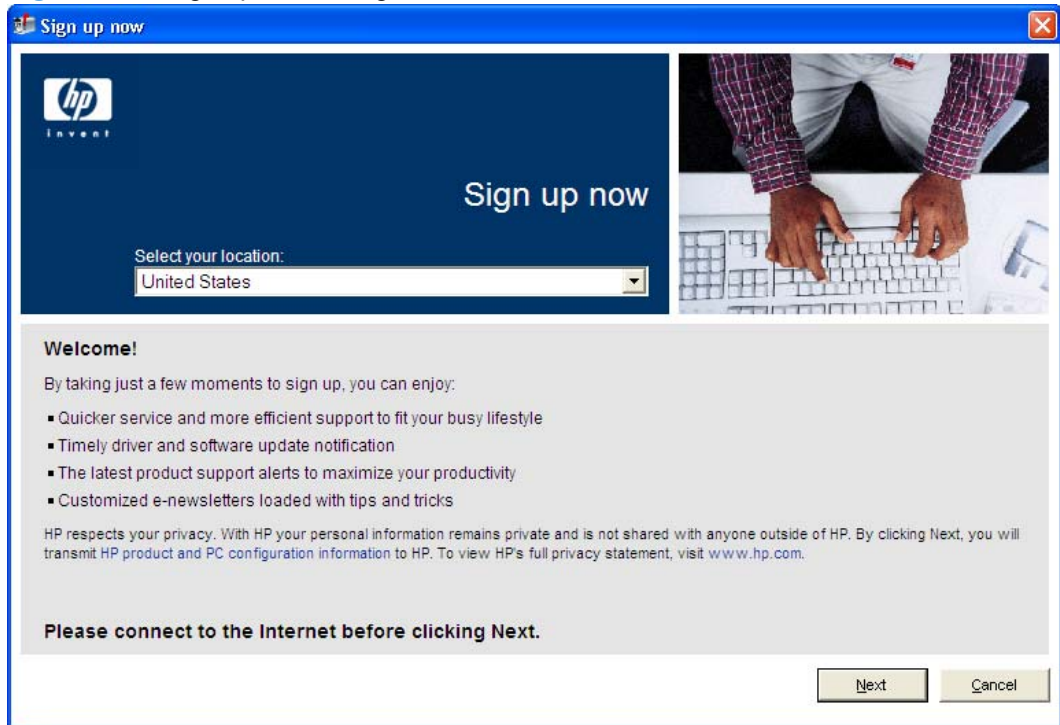 Sign up now
hp
invent
Sign up now
Select your location:
United States
Welcome!
By taking just a few moments to sign up, you can enjoy:
▪ Quicker service and more efficient support to fit your busy lifestyle
▪ Timely driver and software update notification
▪ The latest product support alerts to maximize your productivity
▪ Customized e-newsletters loaded with tips and tricks
HP respects your privacy. With HP your personal information remains private and is not shared with anyone outside of HP. By clicking Next, you will
transmit HP product and PC configuration information to HP. To view HP's full privacy statement, visit www.hp.com.
Please connect to the Internet before clicking Next.
Next
Cancel